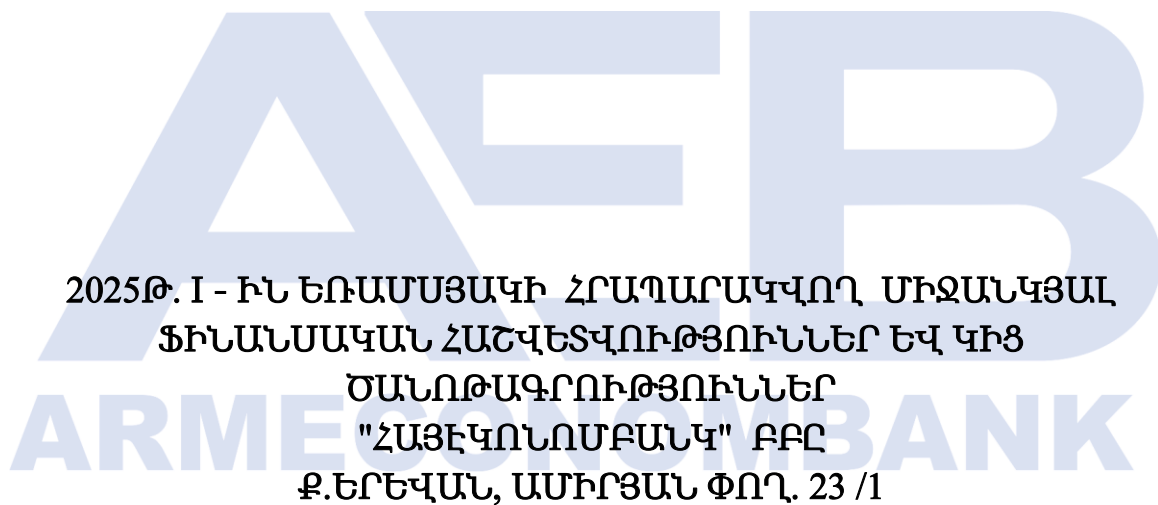 AEB
2025Թ. I - ԻՆ ԵՌԱՄՍՅԱԿԻ ՀՐԱՊԱՐԱԿՎՈՂ ՄԻՋԱՆԿՅԱԼ
ՖԻՆԱՆՍԱԿԱՆ ՀԱՇՎԵՏՎՈՒԹՅՈՒՆՆԵՐ ԵՎ ԿԻՑ
ԾԱՆՈԹԱԳՐՈՒԹՅՈՒՆՆԵՐ
ARMECONOMBANK
"ՀԱՅԷԿՈՆՈՄԲԱՆԿ" ԲԲԸ
Ք.ԵՐԵՎԱՆ, ԱՄԻՐՅԱՆ ՓՈՂ. 23 /1